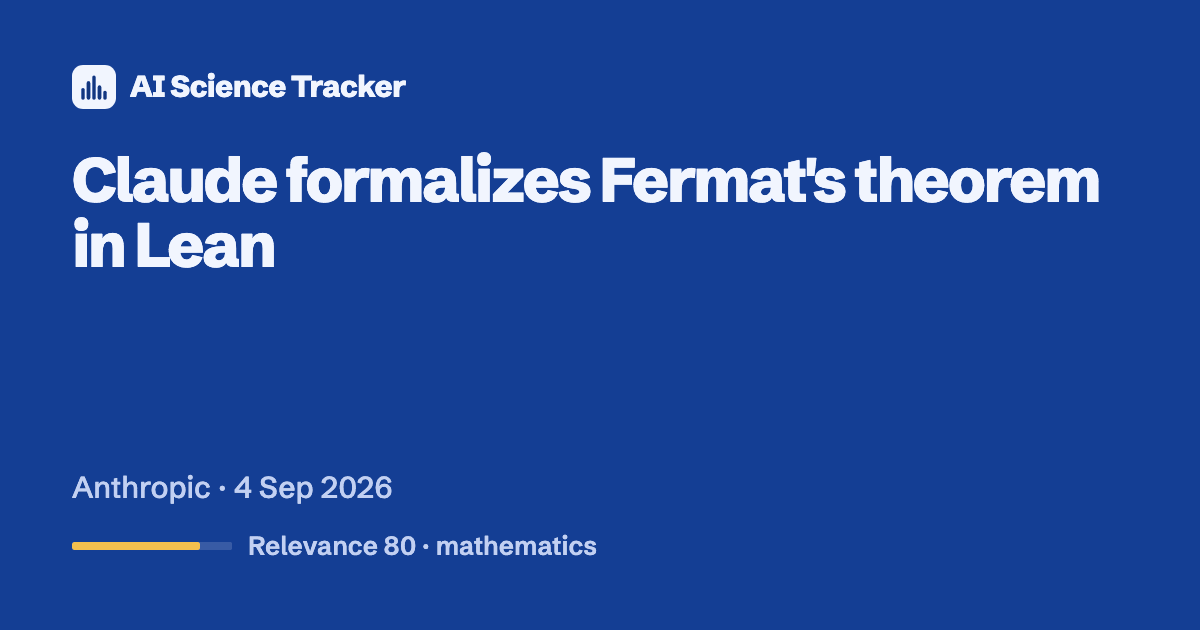 AI Science Tracker
Claude formalizes Fermat's theorem
in Lean
Anthropic · 4 Sep 2026
Relevance 80 · mathematics